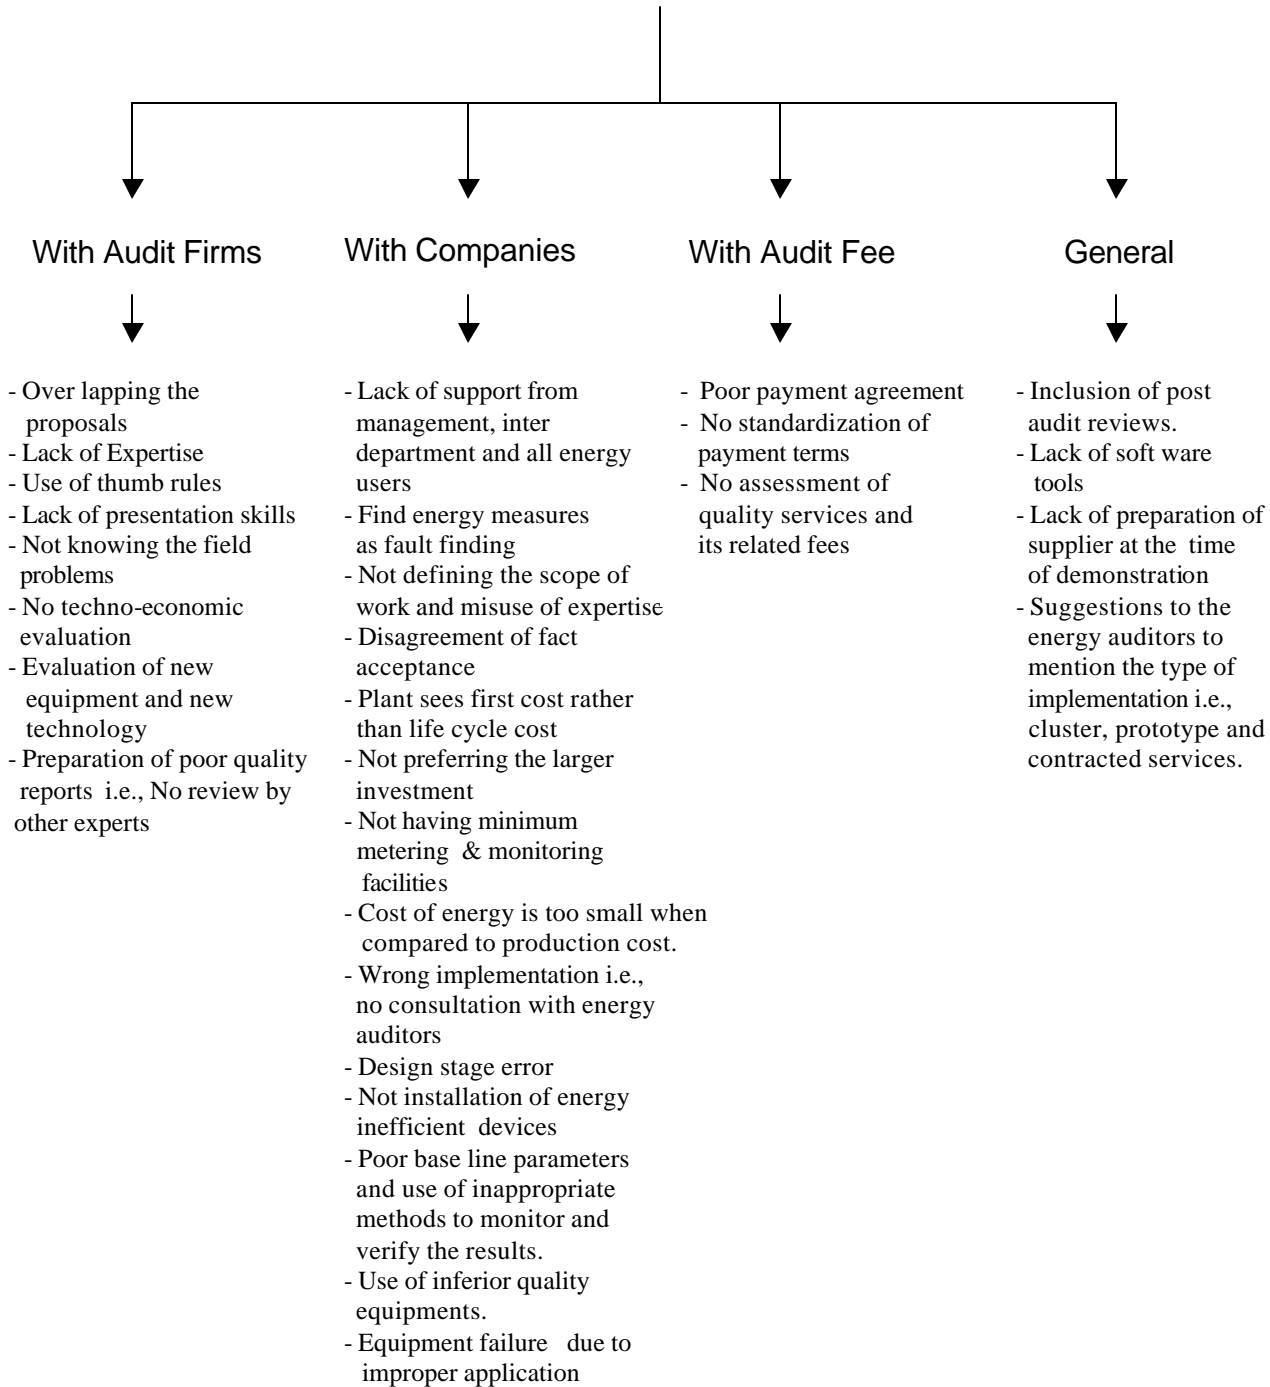 With Audit Firms
- Over lapping the
proposals
- Lack of Expertise
- Use of thumb rules
- Lack of presentation skills
- Not knowing the field
problems
- No techno-economic
evaluation
- Evaluation of new
equipment and new
technology
- Preparation of poor quality
reports i.e., No review by
other experts
With Companies
- Lack of support from
management, inter
department and all energy
users
- Find energy measures
as fault finding
- Not defining the scope of
work and misuse of expertise
- Disagreement of fact
acceptance
- Plant sees first cost rather
than life cycle cost
- Not preferring the larger
investment
- Not having minimum
metering & monitoring
facilities
- Cost of energy is too small when
compared to production cost.
- Wrong implementation i.e.,
no consultation with energy
auditors
- Design stage error
- Not installation of energy
inefficient devices
- Poor base line parameters
and use of inappropriate
methods to monitor and
verify the results.
- Use of inferior quality
equipments.
- Equipment failure due to
improper application
With Audit Fee
- Poor payment agreement
- No standardization of
payment terms
- No assessment of
quality services and
its related fees
General
- Inclusion of post
audit reviews.
- Lack of soft ware
tools
- Lack of preparation of
supplier at the time
of demonstration
- Suggestions to the
energy auditors to
mention the type of
implementation i.e.,
cluster, prototype and
contracted services.